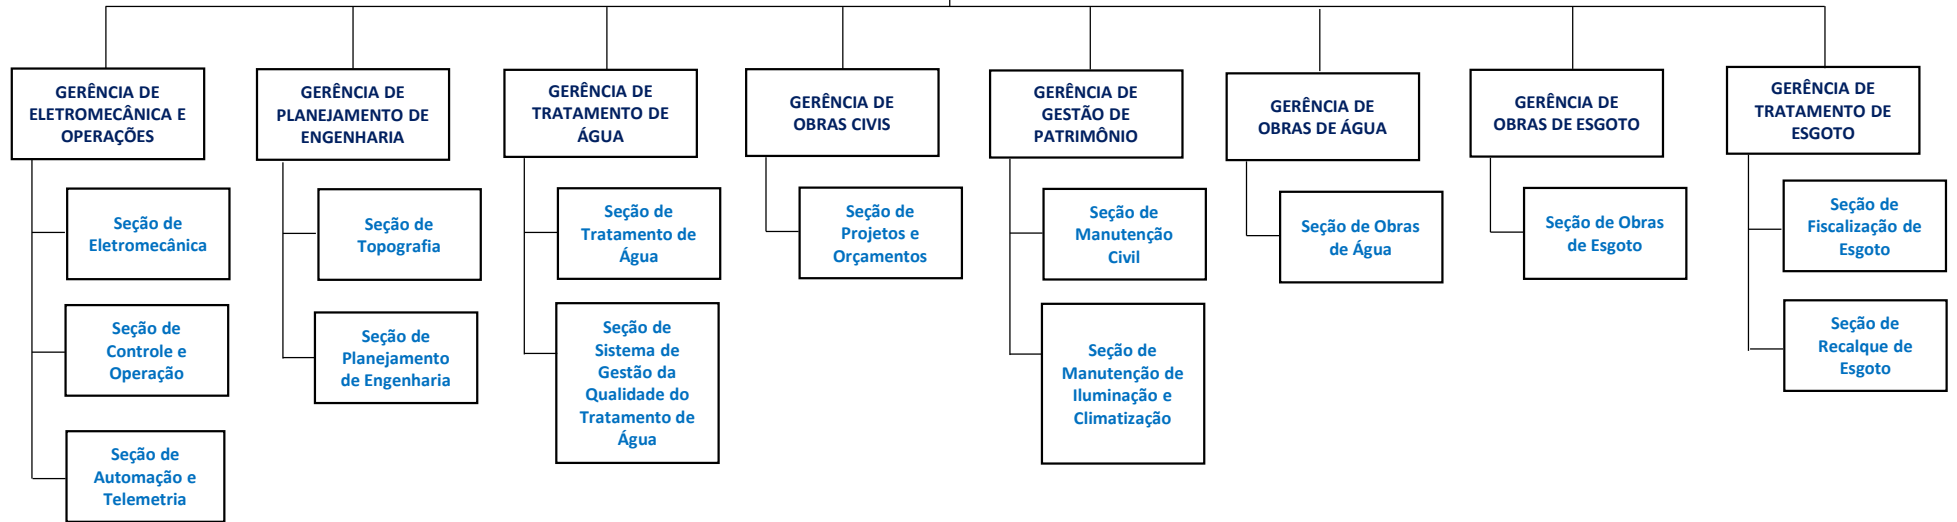 GERÊNCIA DE
ELETROMECÂNICA E
OPERAÇÕES
GERÊNCIA DE
PLANEJAMENTO DE
ENGENHARIA
GERÊNCIA DE
TRATAMENTO DE
ÁGUA
GERÊNCIA DE
OBRAS CIVIS
GERÊNCIA DE
GESTÃO DE
PATRIMÔNIO
GERÊNCIA DE
OBRAS DE ÁGUA
GERÊNCIA DE
OBRAS DE ESGOTO
GERÊNCIA DE
TRATAMENTO DE
ESGOTO
Seção de
Eletromecânica
Seção de
Topografia
Seção de
Tratamento de
Água
Seção de
Projetos e
Orçamentos
Seção de
Manutenção
Civil
Seção de Obras
de Água
Seção de Obras
de Esgoto
Seção de
Fiscalização de
Esgoto
Seção de
Controle e
Operação
Seção de
Planejamento
de Engenharia
Seção de
Sistema de
Gestão da
Qualidade do
Tratamento de
Água
Seção de
Manutenção de
Iluminação e
Climatização
Seção de
Recalque de
Esgoto
Seção de
Automação e
Telemetria